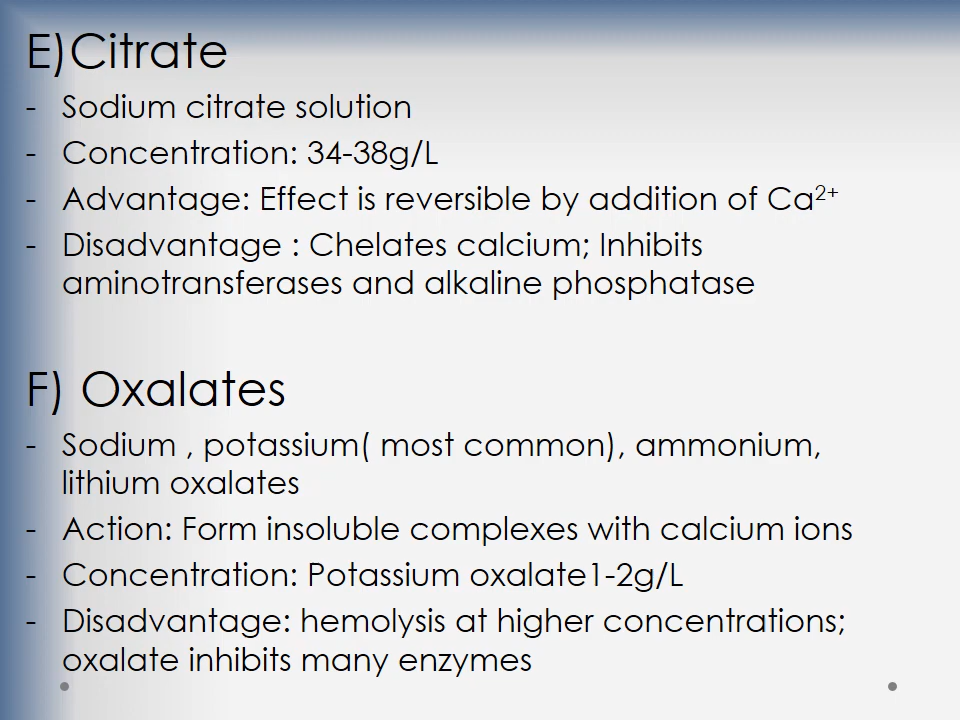 E)Citrate
- Sodium citrate solution
- Concentration: 34-38g/L
- Advantage: Effect is reversible by addition of Ca²⁺
- Disadvantage : Chelates calcium; Inhibits
aminotransferases and alkaline phosphatase
F) Oxalates
- Sodium , potassium( most common), ammonium,
lithium oxalates
- Action: Form insoluble complexes with calcium ions
- Concentration: Potassium oxalate1-2g/L
- Disadvantage: hemolysis at higher concentrations;
oxalate inhibits many enzymes